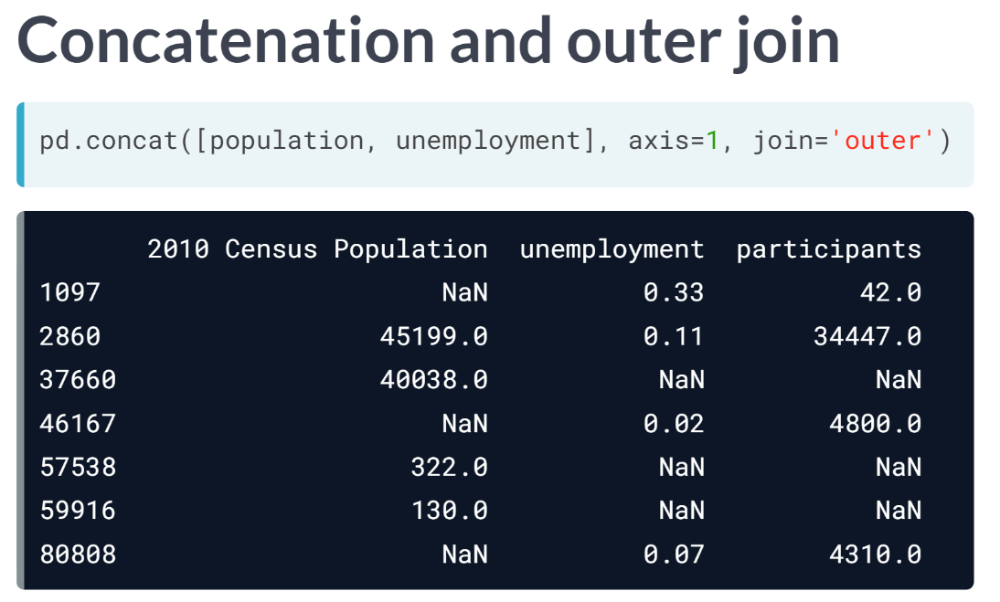 Concatenation and outer join
pd.concat([population, unemployment], axis=1, join='outer')
2010 Census Population unemployment participants
1097 NaN 0.33 42.0
2860 45199.0 0.11 34447.0
37660 40038.0 NaN NaN
46167 NaN 0.02 4800.0
57538 322.0 NaN NaN
59916 130.0 NaN NaN
80808 NaN 0.07 4310.0